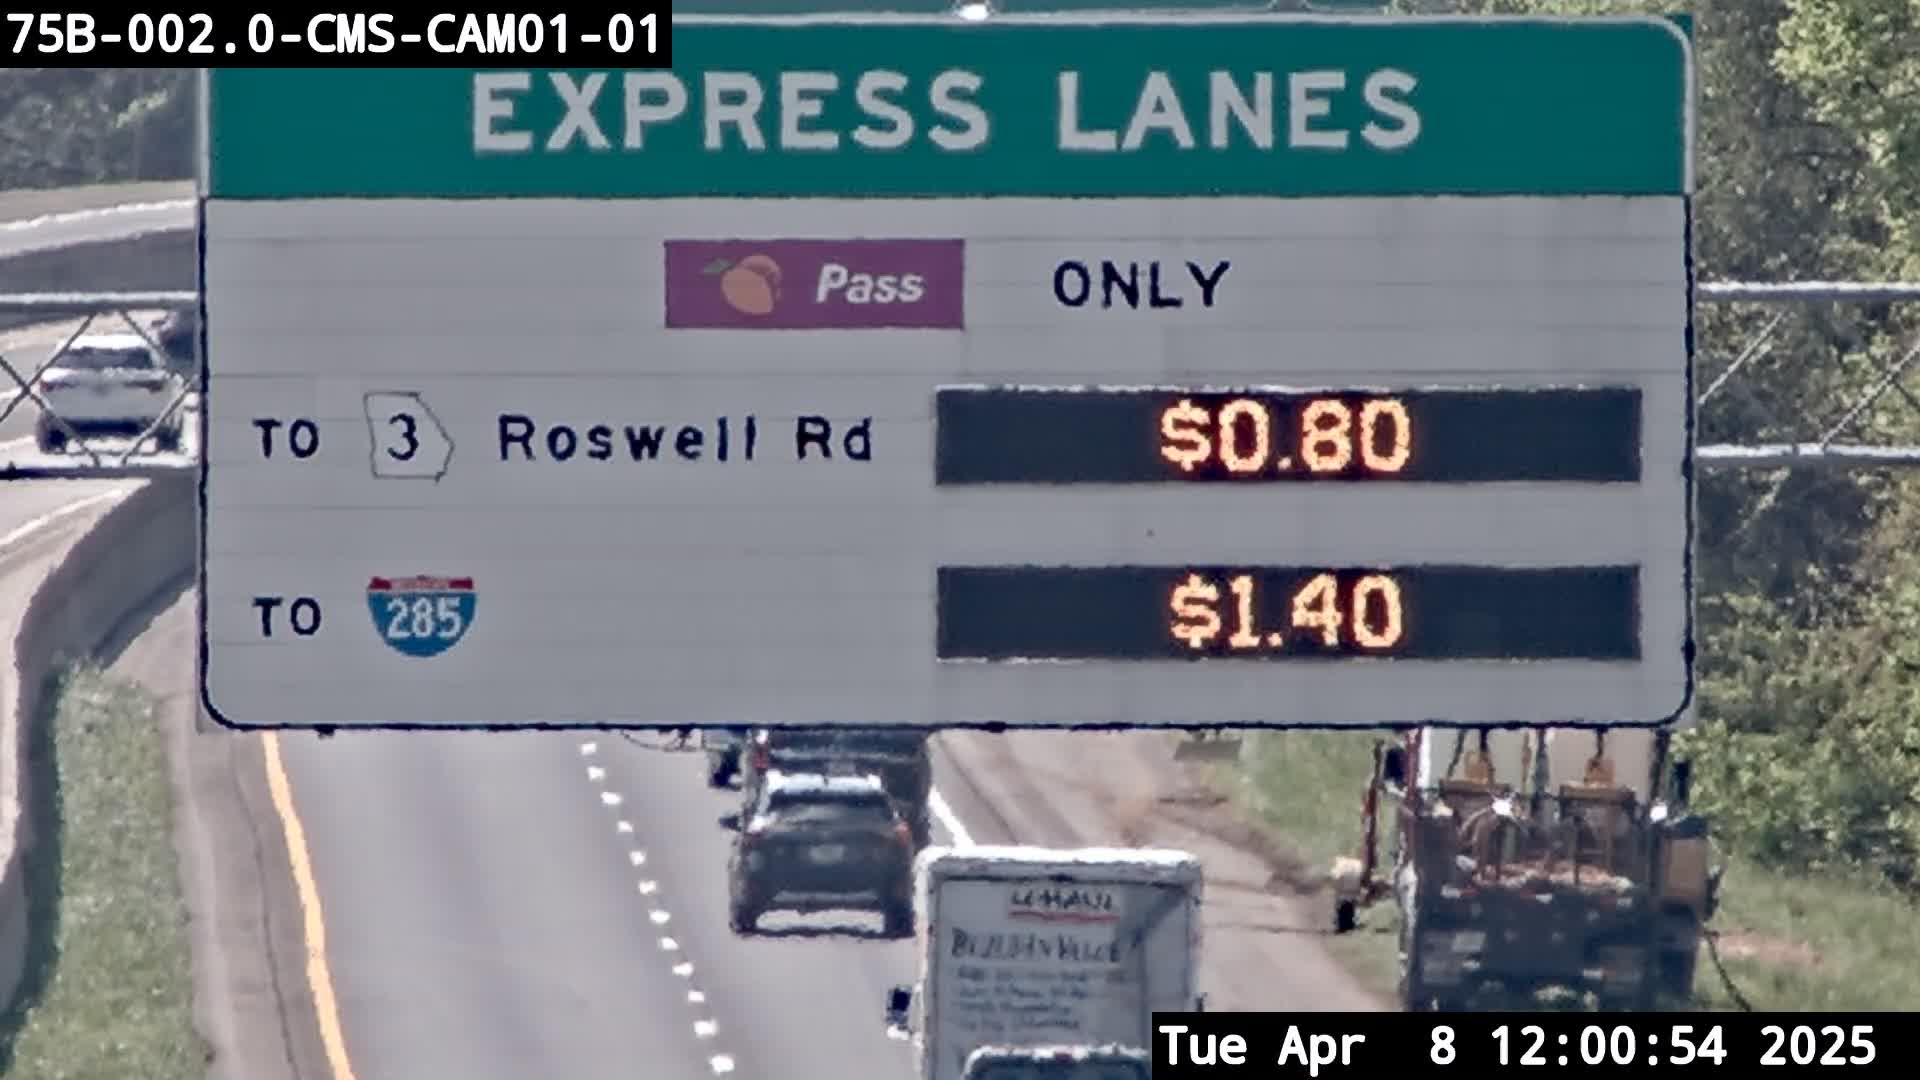 75B-002.0-CMS-CAM01-01
EXPRESS LANES
Pass ONLY
TO 3 Roswell Rd $0.80
TO 285 $1.40
U-HAUL
Tue Apr 8 12:00:54 2025